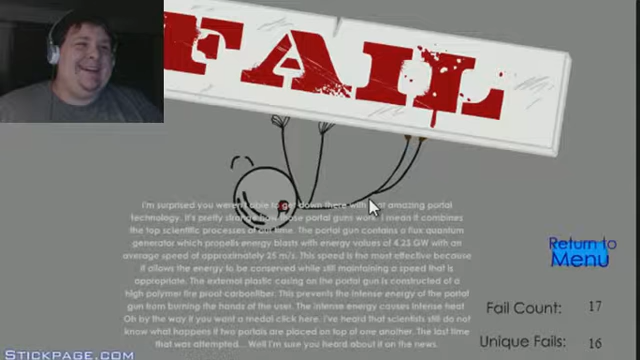 FAIL
I'm surprised you weren't able to get down there with that amazing portal
technology. It's pretty strange how those portal guns work. I mean it combines
the top scientific processes of our time. The portal gun contains a flux quantum
generator which propells energy blasts with energy values of 4.23 GW with an
average speed of approximately 25 m/s. This speed is the most effective because
it allows the energy to be conserved while still maintaining a speed that is
appropriate. The external plastic casing on the portal gun is constructed of a
high polymer fire proof carbonfiber. This prevents the intense energy of the portal
gun from burning the hands of the user. The intense energy causes intense heat
Oh by the way if you want a medal click here. I've heard that scientists still do not
know what happens if two portals are placed on top of one another. The last time
that was attempted... Well I'm sure you heard about it on the news.
Return to
Menu
Fail Count: 17
Unique Fails: 16
STICKPAGE.COM